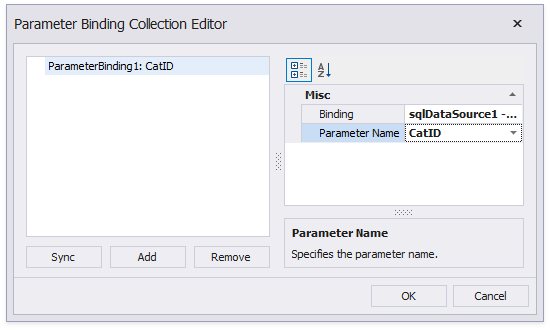 Parameter Binding Collection Editor
ParameterBinding1: CatID
Misc
Binding sqlDataSource1 -...
Parameter Name CatID
Parameter Name
Specifies the parameter name.
Sync Add Remove
OK Cancel